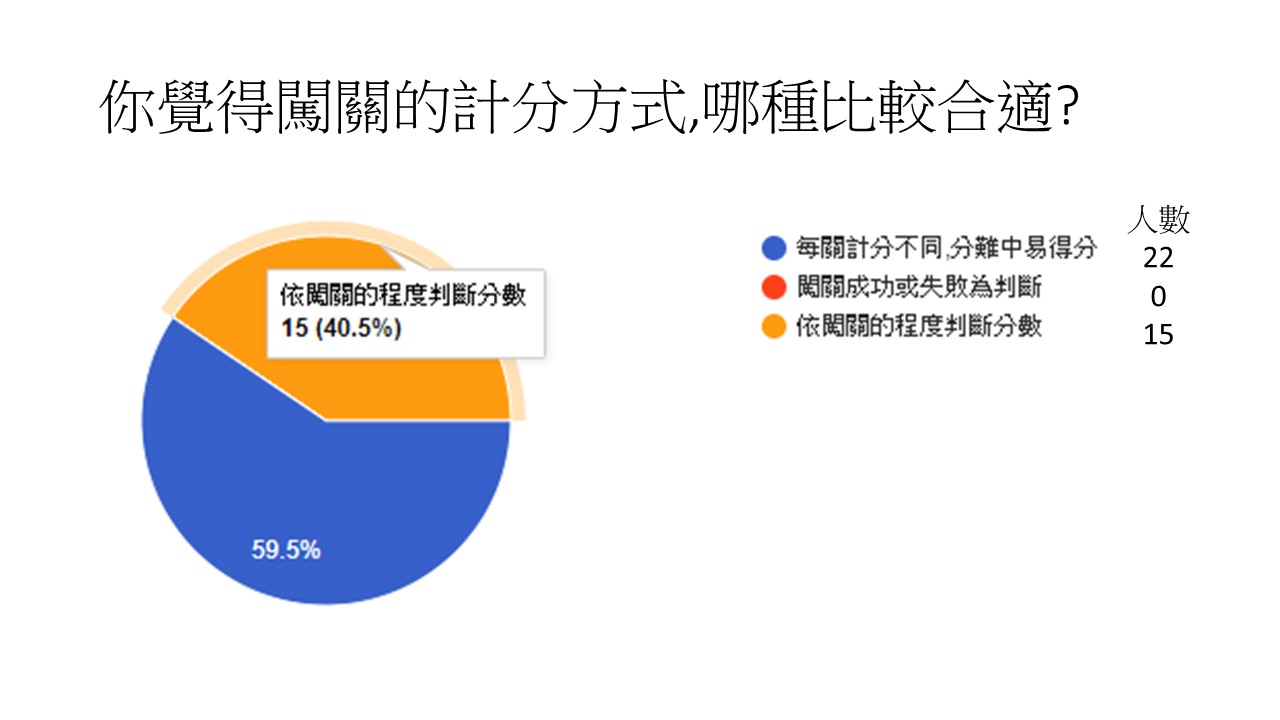 你覺得闖關的計分方式,哪種比較合適?
人數
每關計分不同,分難中易得分 22
闖關成功或失敗為判斷 0
依闖關的程度判斷分數 15
依闖關的程度判斷分數
15 (40.5%)
59.5%